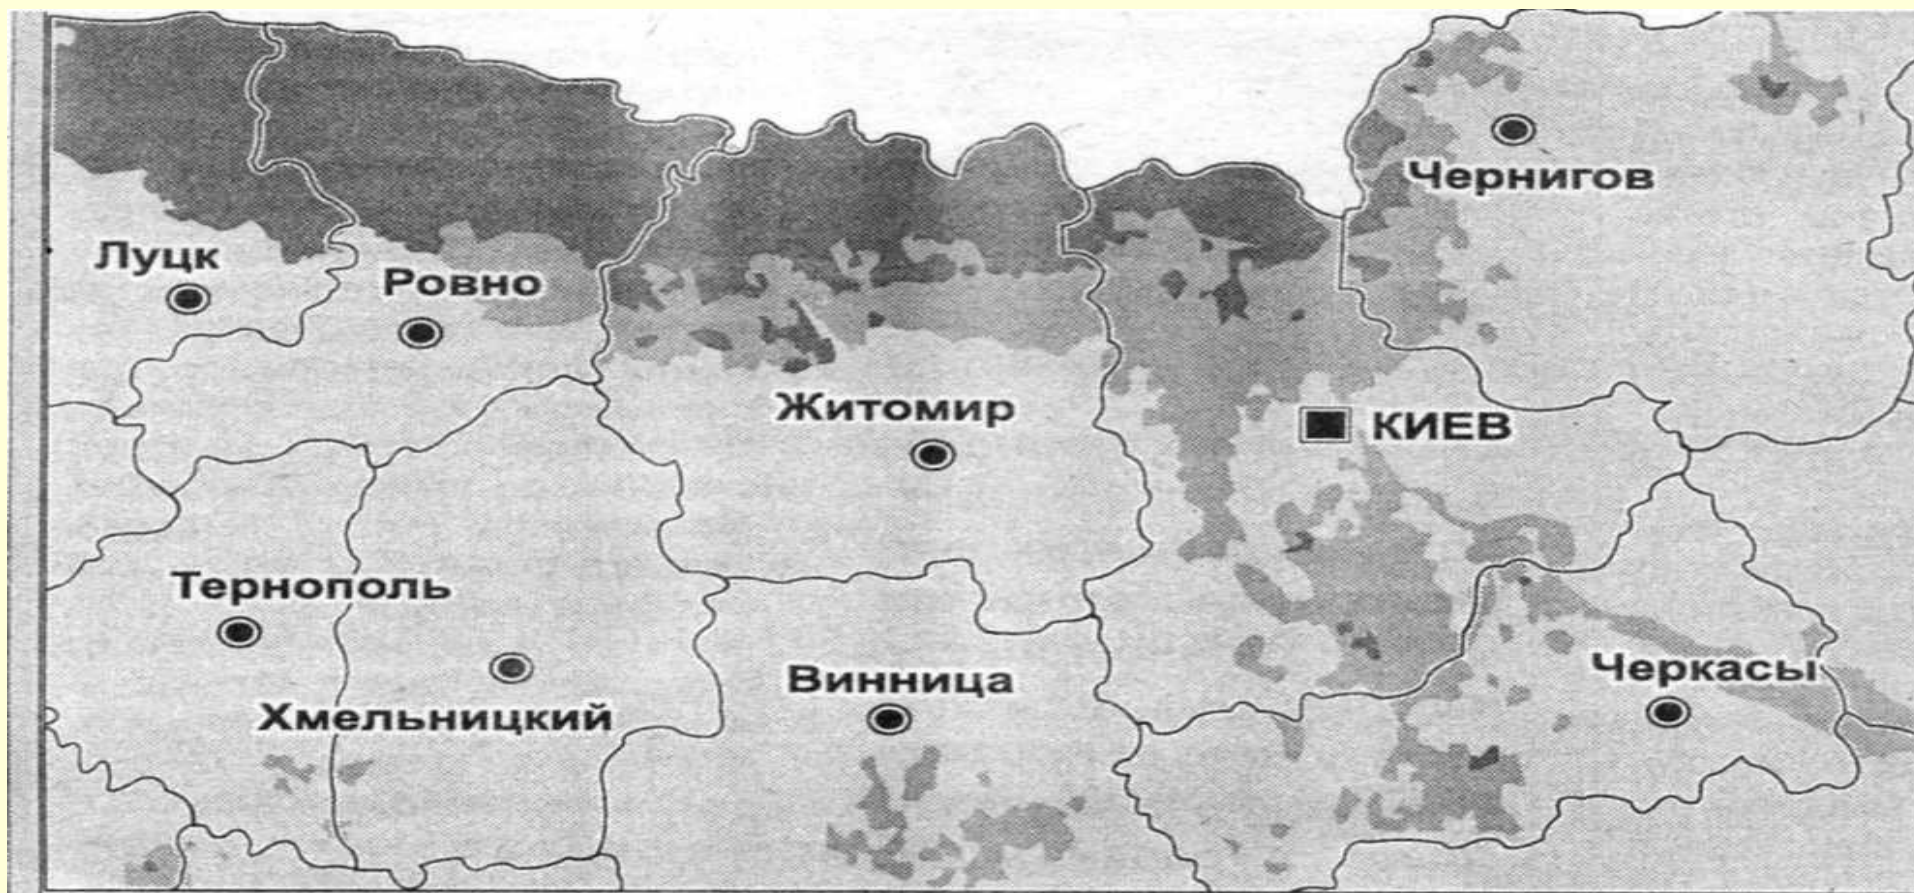 Чернигов
Луцк
Ровно
Житомир
КИЕВ
Тернополь
Винница
Черкасы
Хмельницкий